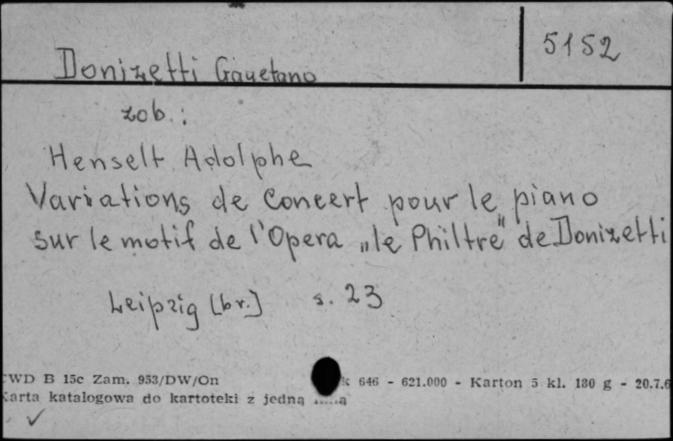 5152
Donizetti Gauetano
zob.:
Henselt Adolphe
Variations de Concert pour le piano
sur le motif de l'Opera „le Philtre" de Donizetti
Leipzig [br.] s. 23
WD B 15c Zam. 953/DW/On 646 - 621.000 - Karton 5 kl. 180 g - 20.7.6
Karta katalogowa do kartoteki z jedną